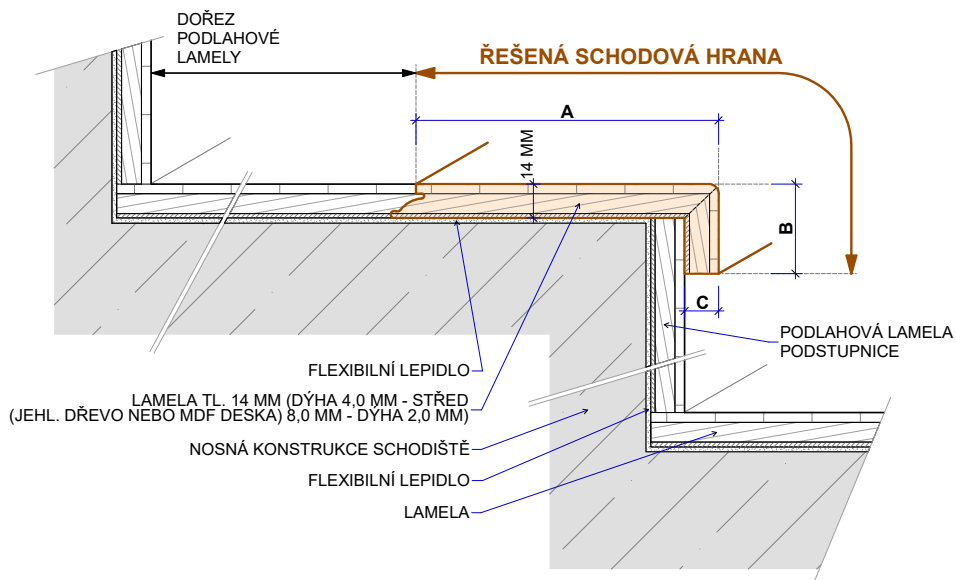 DOŘEZ
PODLAHOVÉ
LAMELY
ŘEŠENÁ SCHODOVÁ HRANA
A
14 MM
B
C
PODLAHOVÁ LAMELA
PODSTUPNICE
FLEXIBILNÍ LEPIDLO
LAMELA TL. 14 MM (DÝHA 4,0 MM - STŘED
(JEHL. DŘEVO NEBO MDF DESKA) 8,0 MM - DÝHA 2,0 MM)
NOSNÁ KONSTRUKCE SCHODIŠTĚ
FLEXIBILNÍ LEPIDLO
LAMELA